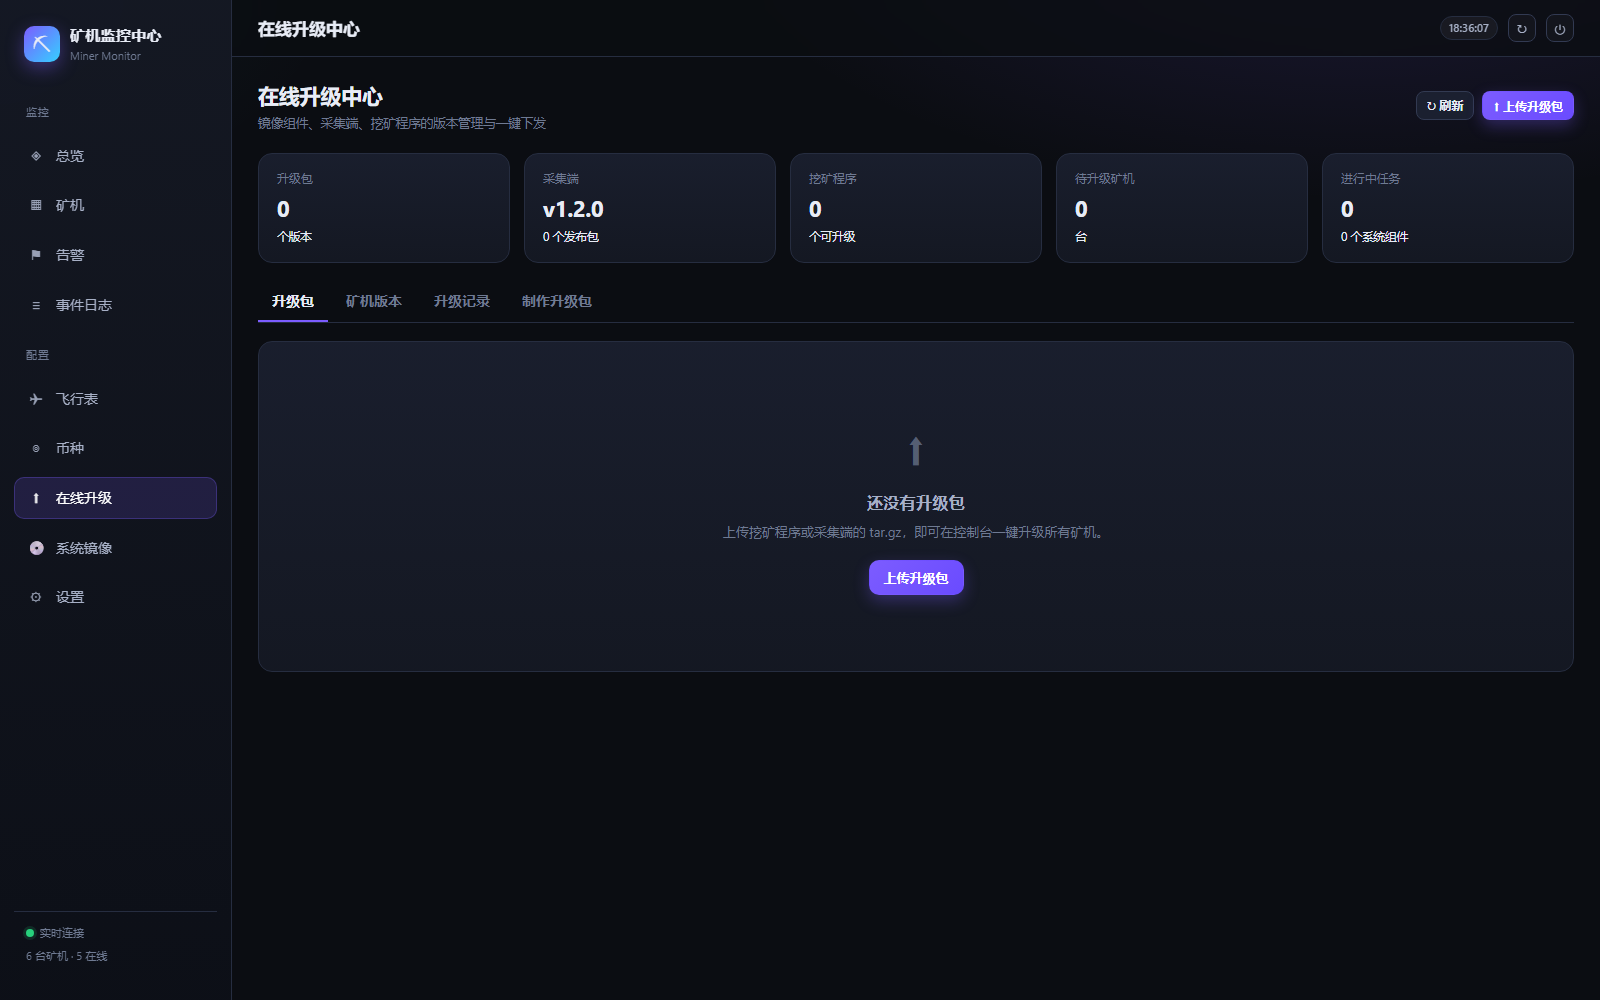 矿机监控中心
Miner Monitor
监控
总览
矿机
告警
事件日志
配置
飞行表
币种
在线升级
系统镜像
设置
实时连接
6 台矿机 · 5 在线
在线升级中心
18:36:07
在线升级中心
镜像组件、采集端、挖矿程序的版本管理与一键下发
↻ 刷新
⬆ 上传升级包
升级包
0
个版本
采集端
v1.2.0
0 个发布包
挖矿程序
0
个可升级
待升级矿机
0
台
进行中任务
0
0 个系统组件
升级包
矿机版本
升级记录
制作升级包
还没有升级包
上传挖矿程序或采集端的 tar.gz，即可在控制台一键升级所有矿机。
上传升级包